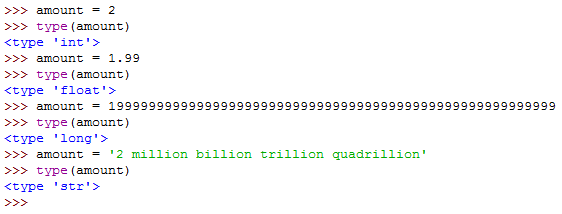 >>> amount = 2
>>> type(amount)
<type 'int'>
>>> amount = 1.99
>>> type(amount)
<type 'float'>
>>> amount = 19999999999999999999999999999999999999999999999999999999
>>> type(amount)
<type 'long'>
>>> amount = '2 million billion trillion quadrillion'
>>> type(amount)
<type 'str'>
>>>